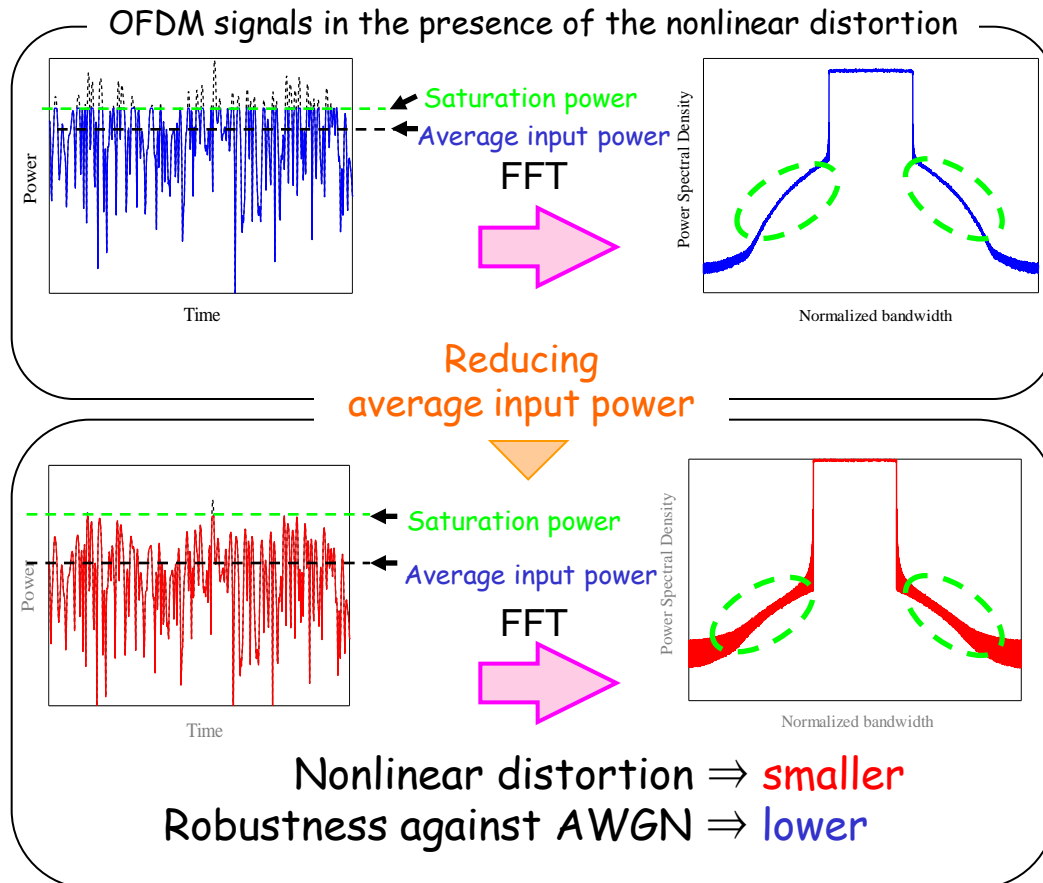 OFDM signals in the presence of the nonlinear distortion
Power
Time
Saturation power
Average input power
FFT
Power Spectral Density
Normalized bandwidth
Reducing
average input power
Power
Time
Saturation power
Average input power
FFT
Power Spectral Density
Normalized bandwidth
Nonlinear distortion ⇒ smaller
Robustness against AWGN ⇒ lower